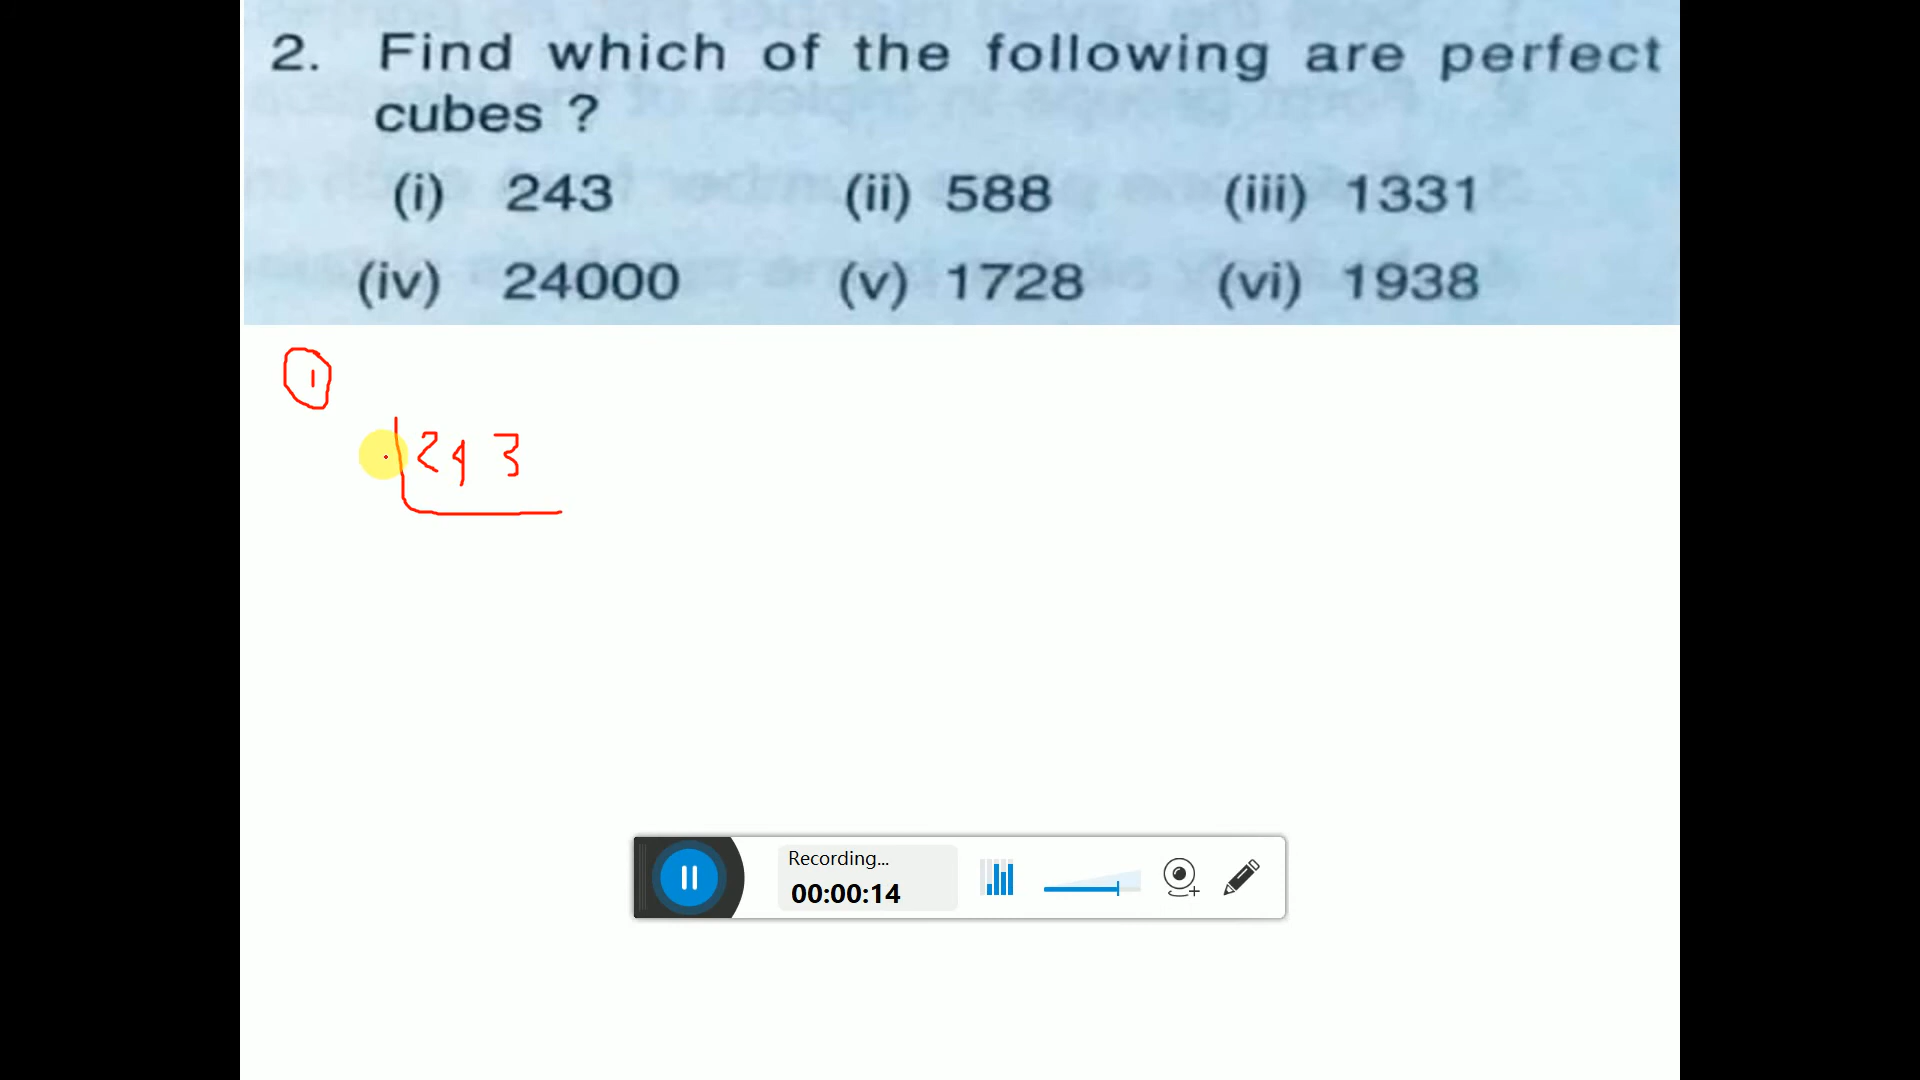 2. Find which of the following are perfect
cubes ?
(i) 243 (ii) 588 (iii) 1331
(iv) 24000 (v) 1728 (vi) 1938
1
243
Recording...
00:00:14